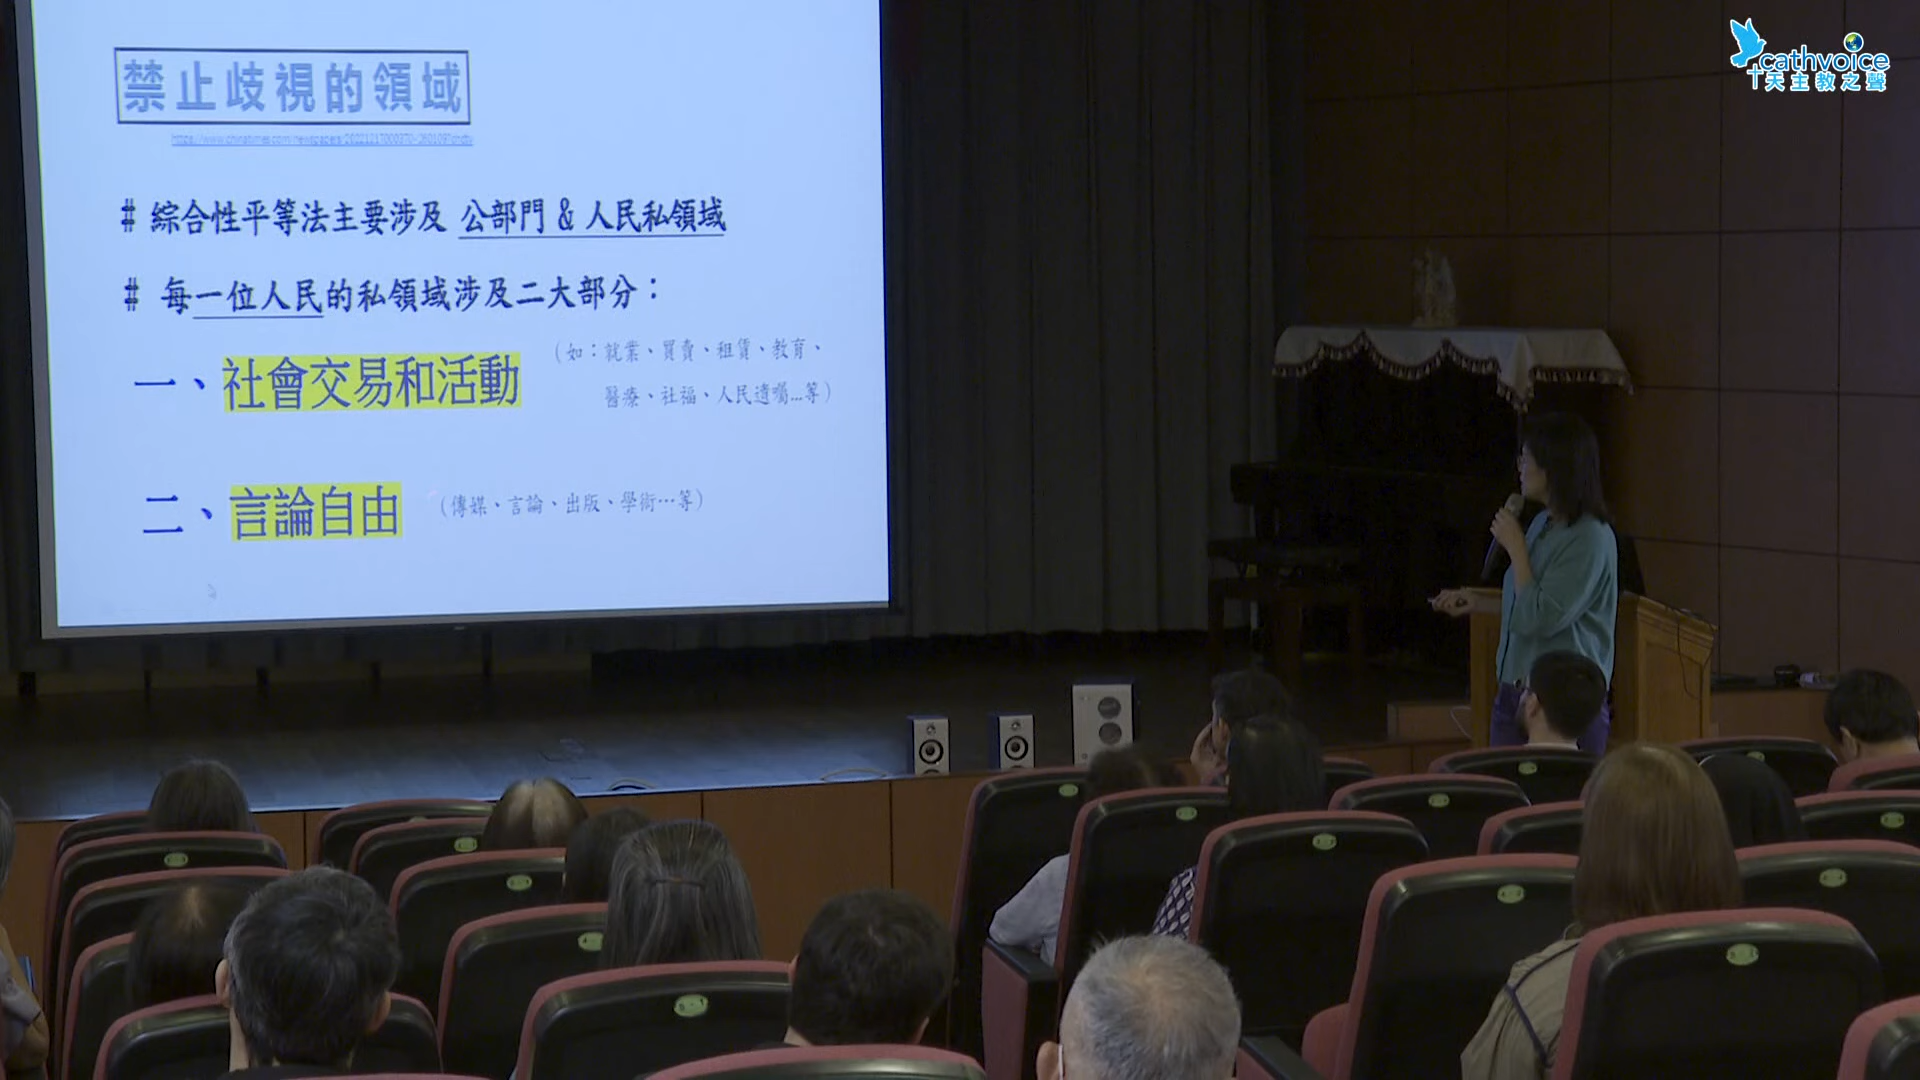 禁止歧視的領域
# 綜合性平等法主要涉及 公部門 & 人民私領域
# 每一位人民的私領域涉及二大部分：
一、社會交易和活動
（如：就業、買賣、租賃、教育、
醫療、社福、人民遺囑...等）
二、言論自由 （傳媒、言論、出版、學術…等）
cathvoice
天主教之聲